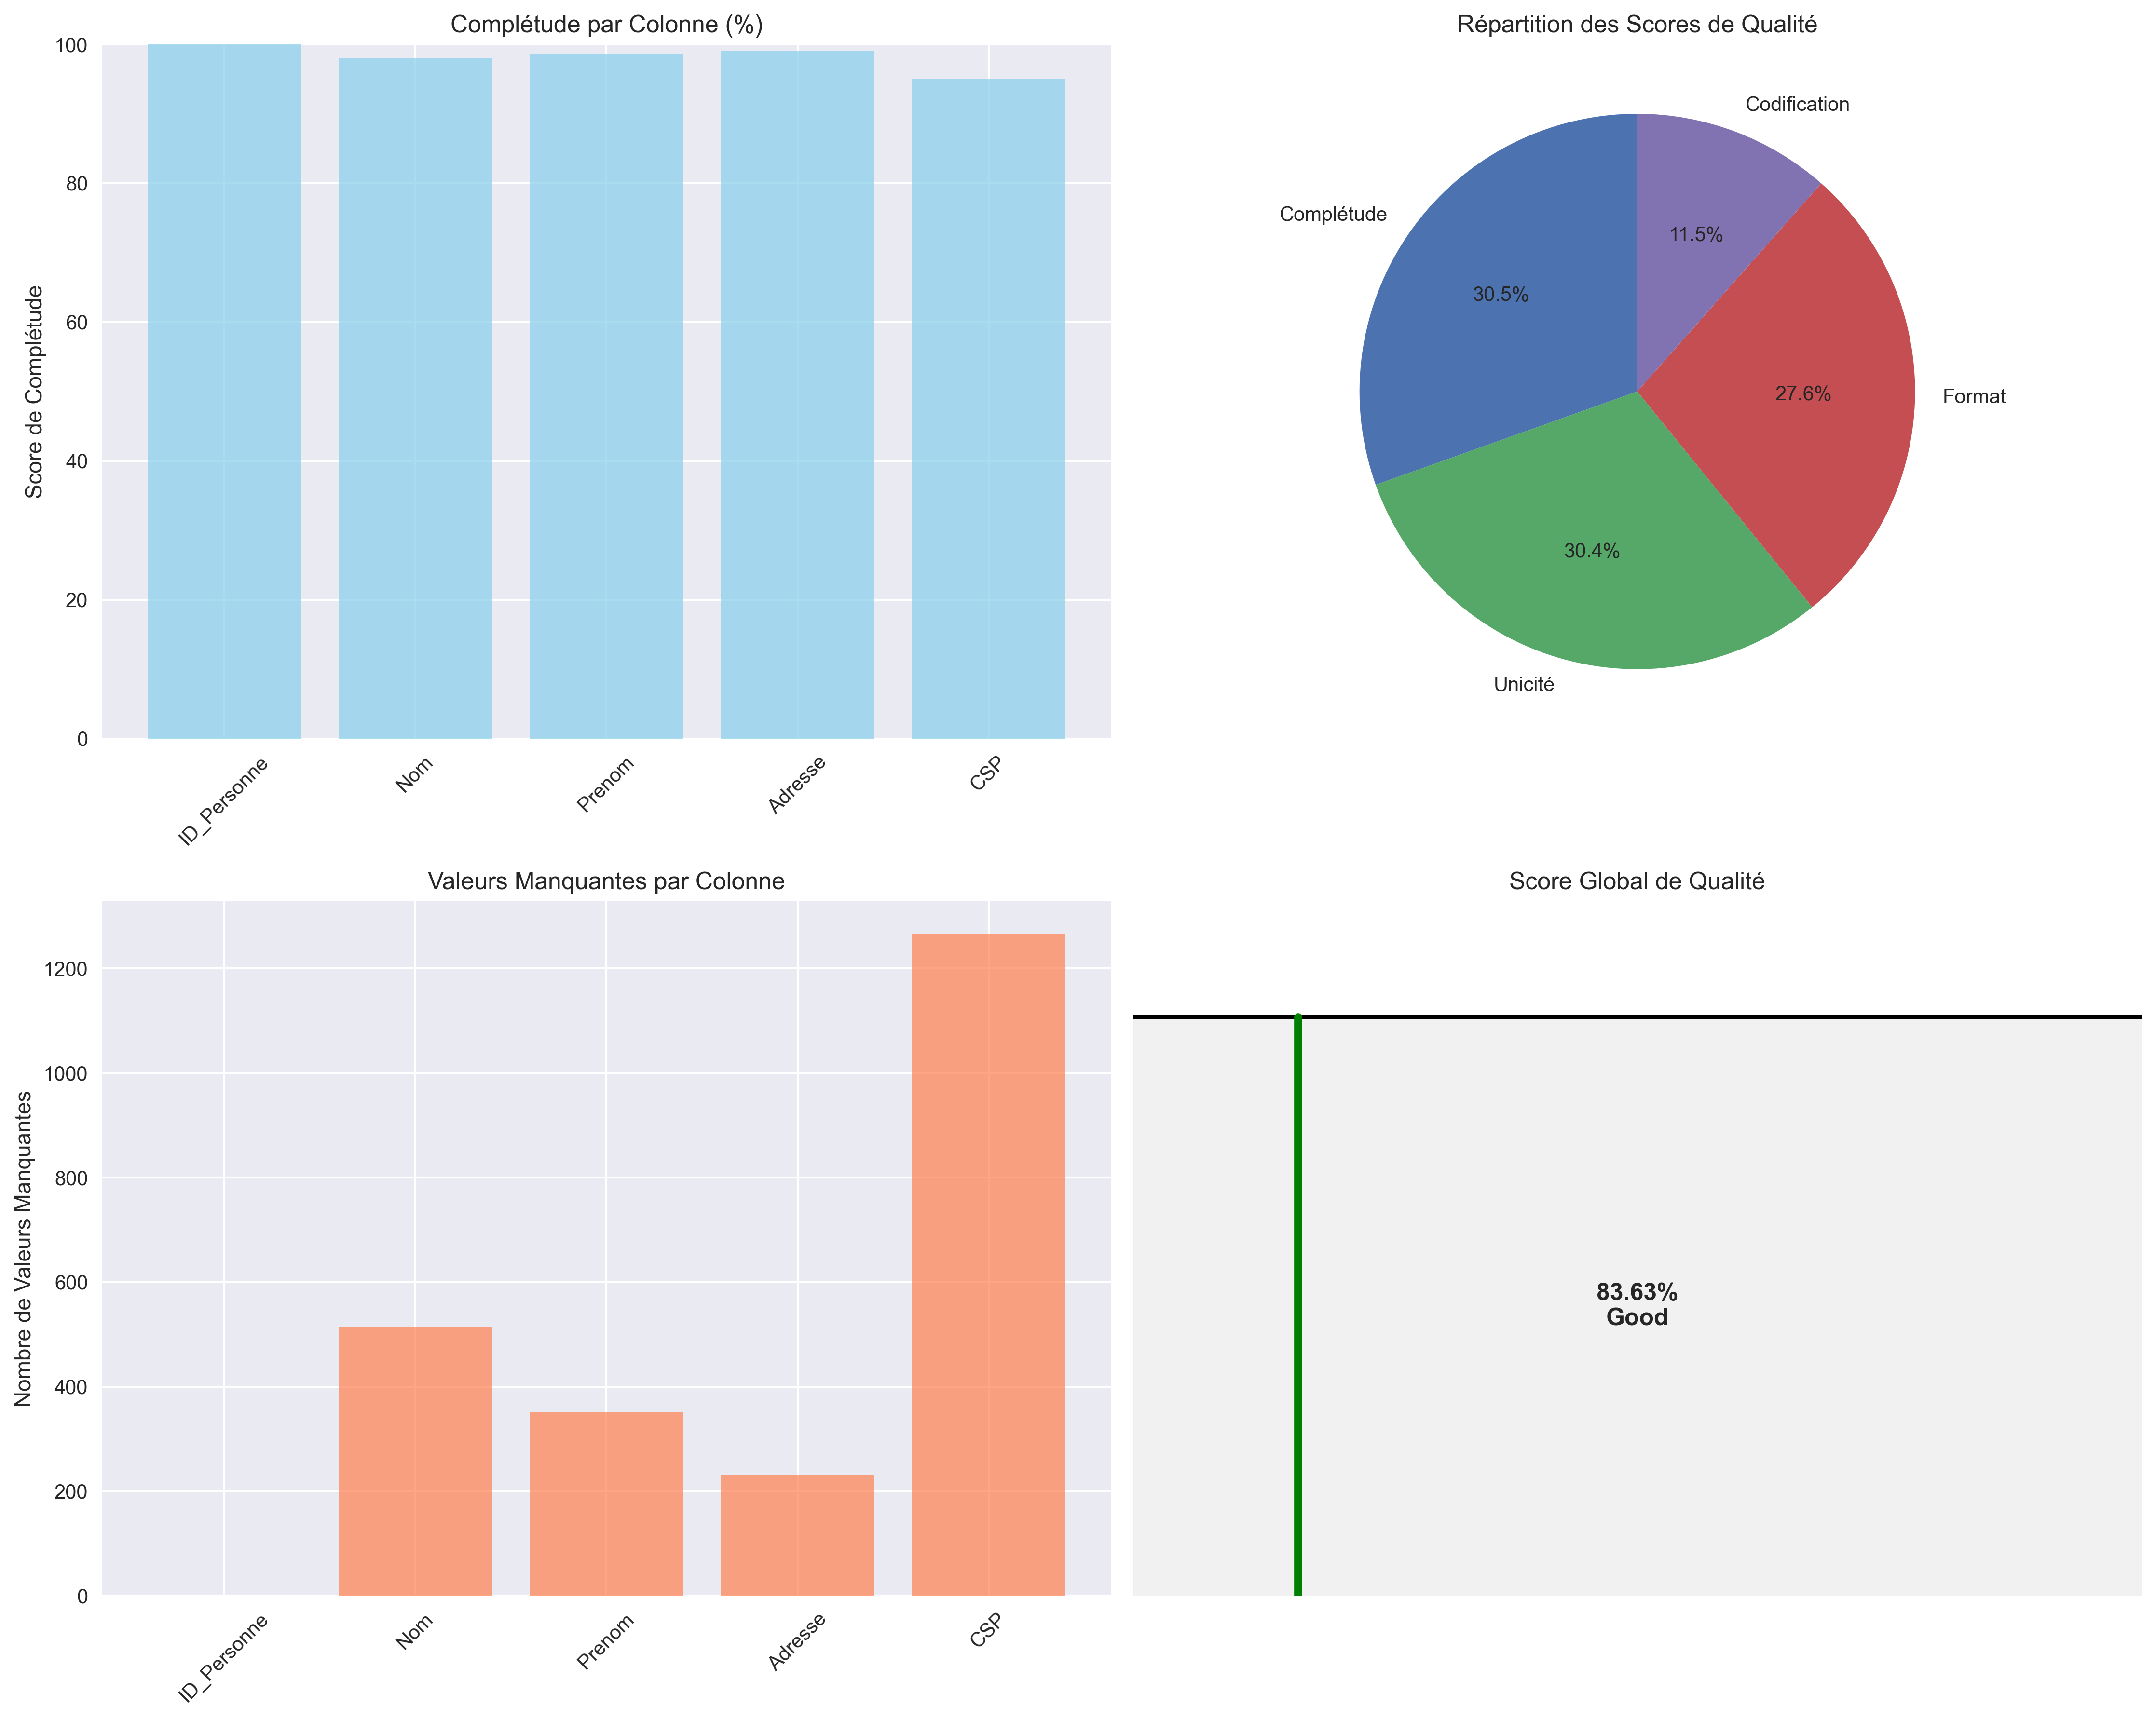 Complétude par Colonne (%)
Score de Complétude
100
80
60
40
20
0
ID_Personne
Nom
Prenom
Adresse
CSP
Répartition des Scores de Qualité
Codification
11.5%
Complétude
30.5%
27.6%
Format
30.4%
Unicité
Valeurs Manquantes par Colonne
Nombre de Valeurs Manquantes
1200
1000
800
600
400
200
0
ID_Personne
Nom
Prenom
Adresse
CSP
Score Global de Qualité
83.63%
Good